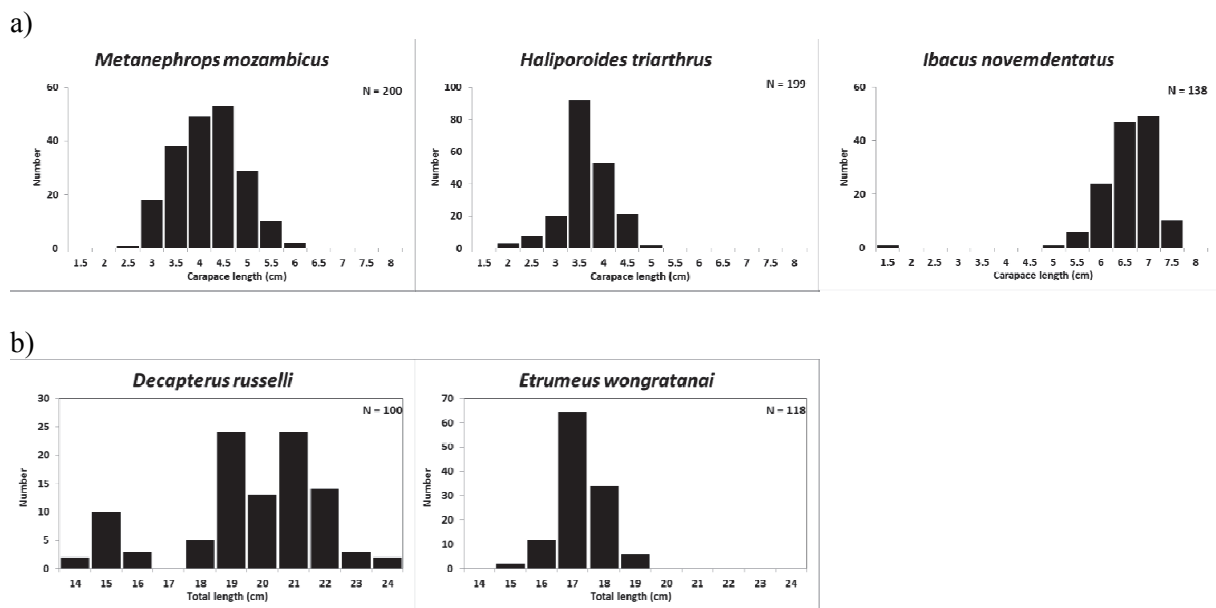 a)
Metanephrops mozambicus
N = 200
60
40
20
0
Number
1.5 2 2.5 3 3.5 4 4.5 5 5.5 6 6.5 7 7.5 8
Carapace length (cm)
Haliporoides triarthrus
N = 199
100
80
60
40
20
0
Number
1.5 2 2.5 3 3.5 4 4.5 5 5.5 6 6.5 7 7.5 8
Carapace length (cm)
Ibacus novemdentatus
N = 138
60
40
20
0
Number
1.5 2 2.5 3 3.5 4 4.5 5 5.5 6 6.5 7 7.5 8
Carapace length (cm)
b)
Decapterus russelli
N = 100
30
25
20
15
10
5
0
Number
14 15 16 17 18 19 20 21 22 23 24
Total length (cm)
Etrumeus wongratanai
N = 118
70
60
50
40
30
20
10
0
Number
14 15 16 17 18 19 20 21 22 23 24
Total length (cm)